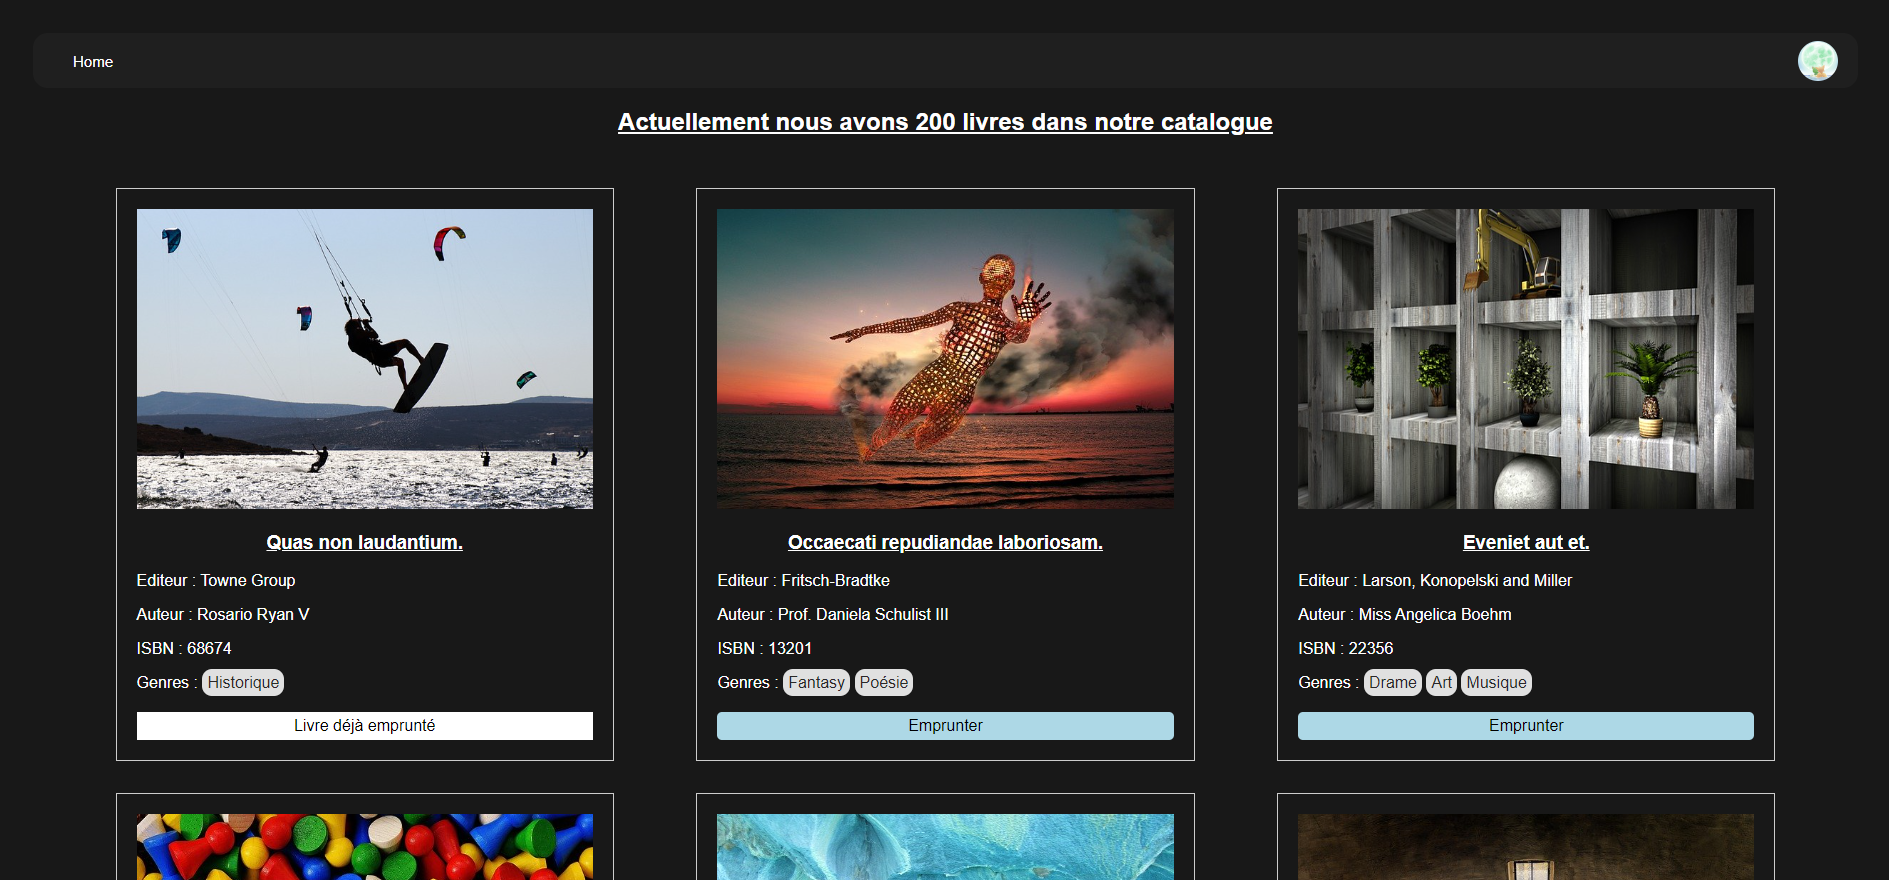 Home
Actuellement nous avons 200 livres dans notre catalogue
Quas non laudantium.
Editeur : Towne Group
Auteur : Rosario Ryan V
ISBN : 68674
Genres : Historique
Livre déjà emprunté
Occaecati repudiandae laboriosam.
Editeur : Fritsch-Bradtke
Auteur : Prof. Daniela Schulist III
ISBN : 13201
Genres : Fantasy Poésie
Emprunter
Eveniet aut et.
Editeur : Larson, Konopelski and Miller
Auteur : Miss Angelica Boehm
ISBN : 22356
Genres : Drame Art Musique
Emprunter